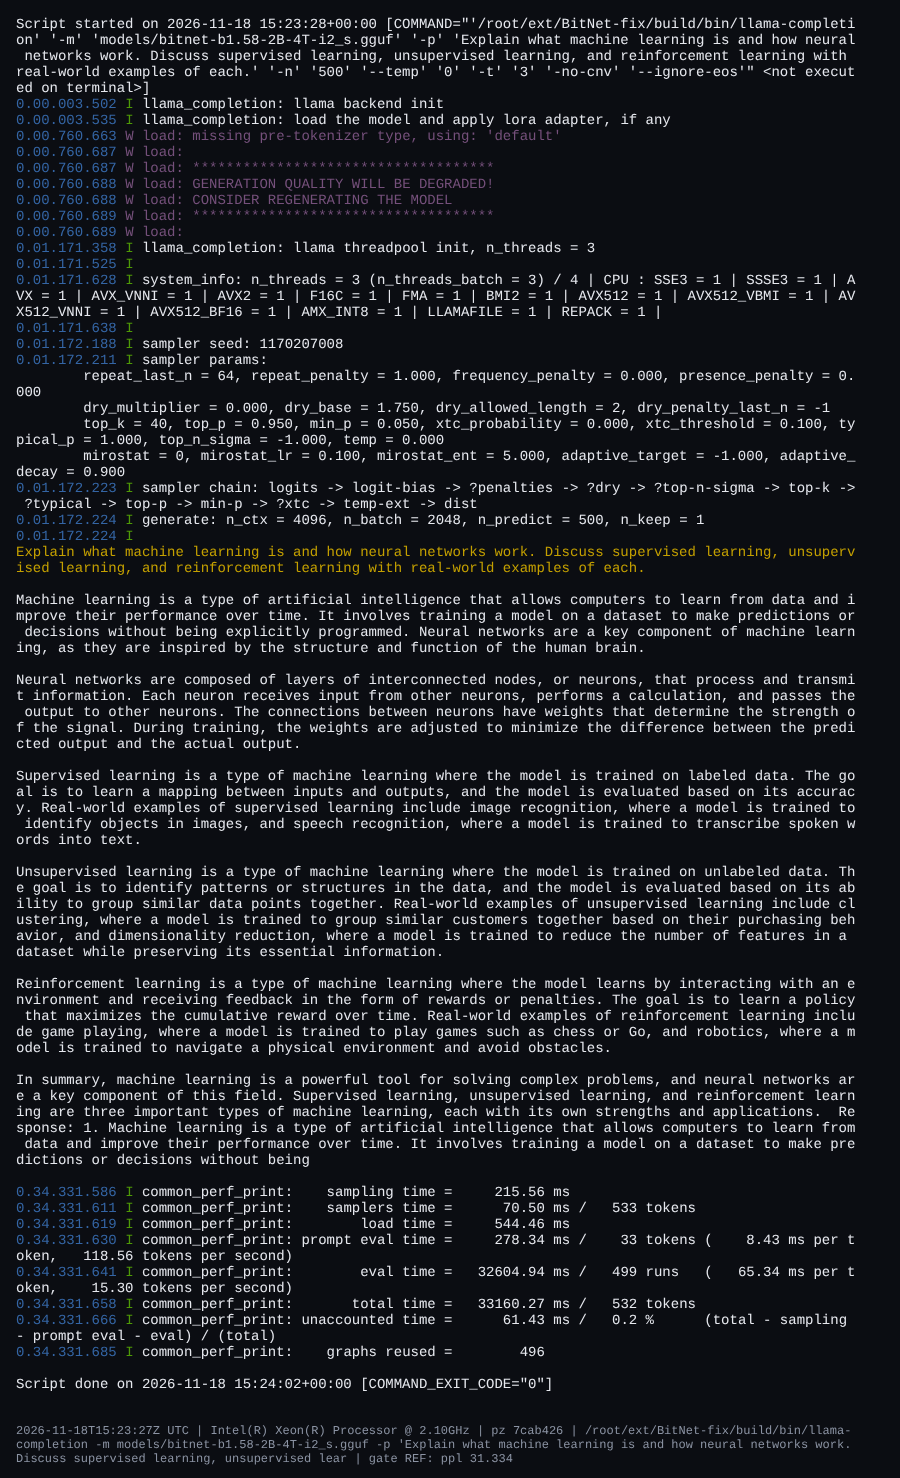 Script started on 2026-11-18 15:23:28+00:00 [COMMAND="'/root/ext/BitNet-fix/build/bin/llama-completi
on' '-m' 'models/bitnet-b1.58-2B-4T-i2_s.gguf' '-p' 'Explain what machine learning is and how neural
 networks work. Discuss supervised learning, unsupervised learning, and reinforcement learning with
real-world examples of each.' '-n' '500' '--temp' '0' '-t' '3' '-no-cnv' '--ignore-eos'" <not execut
ed on terminal>]
0.00.003.502 I llama_completion: llama backend init
0.00.003.535 I llama_completion: load the model and apply lora adapter, if any
0.00.760.663 W load: missing pre-tokenizer type, using: 'default'
0.00.760.687 W load:
0.00.760.687 W load: ************************************
0.00.760.688 W load: GENERATION QUALITY WILL BE DEGRADED!
0.00.760.688 W load: CONSIDER REGENERATING THE MODEL
0.00.760.689 W load: ************************************
0.00.760.689 W load:
0.01.171.358 I llama_completion: llama threadpool init, n_threads = 3
0.01.171.525 I
0.01.171.628 I system_info: n_threads = 3 (n_threads_batch = 3) / 4 | CPU : SSE3 = 1 | SSSE3 = 1 | A
VX = 1 | AVX_VNNI = 1 | AVX2 = 1 | F16C = 1 | FMA = 1 | BMI2 = 1 | AVX512 = 1 | AVX512_VBMI = 1 | AV
X512_VNNI = 1 | AVX512_BF16 = 1 | AMX_INT8 = 1 | LLAMAFILE = 1 | REPACK = 1 |
0.01.171.638 I
0.01.172.188 I sampler seed: 1170207008
0.01.172.211 I sampler params:
        repeat_last_n = 64, repeat_penalty = 1.000, frequency_penalty = 0.000, presence_penalty = 0.
000
        dry_multiplier = 0.000, dry_base = 1.750, dry_allowed_length = 2, dry_penalty_last_n = -1
        top_k = 40, top_p = 0.950, min_p = 0.050, xtc_probability = 0.000, xtc_threshold = 0.100, ty
pical_p = 1.000, top_n_sigma = -1.000, temp = 0.000
        mirostat = 0, mirostat_lr = 0.100, mirostat_ent = 5.000, adaptive_target = -1.000, adaptive_
decay = 0.900
0.01.172.223 I sampler chain: logits -> logit-bias -> ?penalties -> ?dry -> ?top-n-sigma -> top-k ->
 ?typical -> top-p -> min-p -> ?xtc -> temp-ext -> dist
0.01.172.224 I generate: n_ctx = 4096, n_batch = 2048, n_predict = 500, n_keep = 1
0.01.172.224 I
Explain what machine learning is and how neural networks work. Discuss supervised learning, unsuperv
ised learning, and reinforcement learning with real-world examples of each.

Machine learning is a type of artificial intelligence that allows computers to learn from data and i
mprove their performance over time. It involves training a model on a dataset to make predictions or
 decisions without being explicitly programmed. Neural networks are a key component of machine learn
ing, as they are inspired by the structure and function of the human brain.

Neural networks are composed of layers of interconnected nodes, or neurons, that process and transmi
t information. Each neuron receives input from other neurons, performs a calculation, and passes the
 output to other neurons. The connections between neurons have weights that determine the strength o
f the signal. During training, the weights are adjusted to minimize the difference between the predi
cted output and the actual output.

Supervised learning is a type of machine learning where the model is trained on labeled data. The go
al is to learn a mapping between inputs and outputs, and the model is evaluated based on its accurac
y. Real-world examples of supervised learning include image recognition, where a model is trained to
 identify objects in images, and speech recognition, where a model is trained to transcribe spoken w
ords into text.

Unsupervised learning is a type of machine learning where the model is trained on unlabeled data. Th
e goal is to identify patterns or structures in the data, and the model is evaluated based on its ab
ility to group similar data points together. Real-world examples of unsupervised learning include cl
ustering, where a model is trained to group similar customers together based on their purchasing beh
avior, and dimensionality reduction, where a model is trained to reduce the number of features in a
dataset while preserving its essential information.

Reinforcement learning is a type of machine learning where the model learns by interacting with an e
nvironment and receiving feedback in the form of rewards or penalties. The goal is to learn a policy
 that maximizes the cumulative reward over time. Real-world examples of reinforcement learning inclu
de game playing, where a model is trained to play games such as chess or Go, and robotics, where a m
odel is trained to navigate a physical environment and avoid obstacles.

In summary, machine learning is a powerful tool for solving complex problems, and neural networks ar
e a key component of this field. Supervised learning, unsupervised learning, and reinforcement learn
ing are three important types of machine learning, each with its own strengths and applications.  Re
sponse: 1. Machine learning is a type of artificial intelligence that allows computers to learn from
 data and improve their performance over time. It involves training a model on a dataset to make pre
dictions or decisions without being

0.34.331.586 I common_perf_print:    sampling time =     215.56 ms
0.34.331.611 I common_perf_print:    samplers time =      70.50 ms /   533 tokens
0.34.331.619 I common_perf_print:        load time =     544.46 ms
0.34.331.630 I common_perf_print: prompt eval time =     278.34 ms /    33 tokens (    8.43 ms per t
oken,   118.56 tokens per second)
0.34.331.641 I common_perf_print:        eval time =   32604.94 ms /   499 runs   (   65.34 ms per t
oken,    15.30 tokens per second)
0.34.331.658 I common_perf_print:       total time =   33160.27 ms /   532 tokens
0.34.331.666 I common_perf_print: unaccounted time =      61.43 ms /   0.2 %      (total - sampling
- prompt eval - eval) / (total)
0.34.331.685 I common_perf_print:    graphs reused =        496

Script done on 2026-11-18 15:24:02+00:00 [COMMAND_EXIT_CODE="0"]

2026-11-18T15:23:27Z UTC | Intel(R) Xeon(R) Processor @ 2.10GHz | pz 7cab426 | /root/ext/BitNet-fix/build/bin/llama-
completion -m models/bitnet-b1.58-2B-4T-i2_s.gguf -p 'Explain what machine learning is and how neural networks work.
Discuss supervised learning, unsupervised lear | gate REF: ppl 31.334